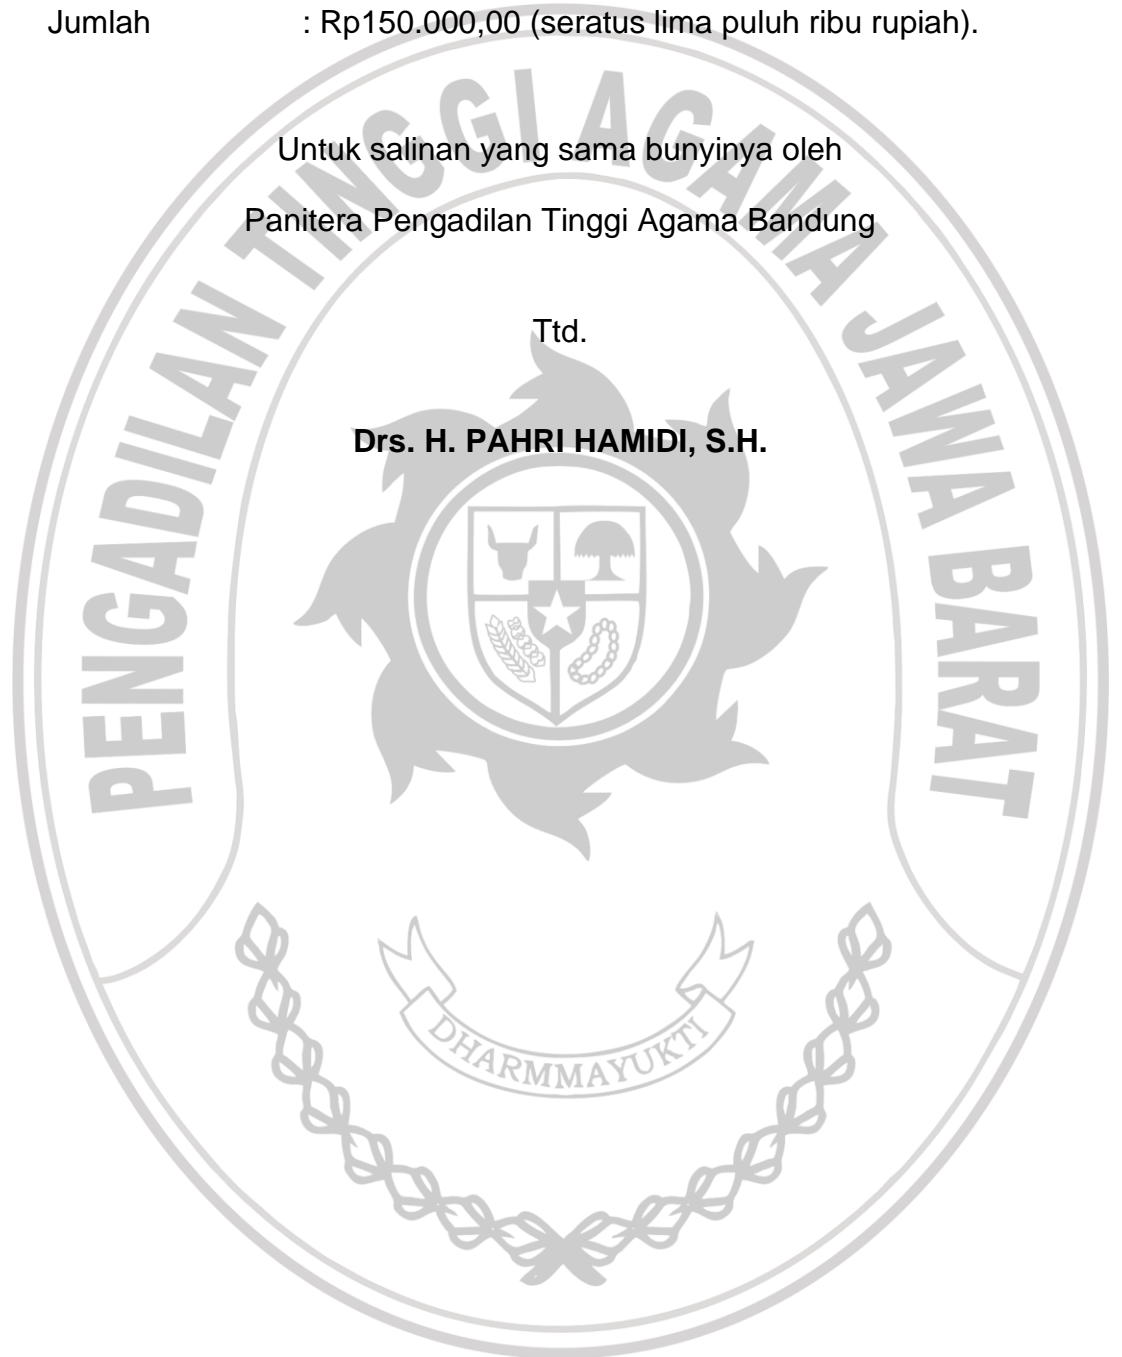 Jumlah : Rp150.000,00 (seratus lima puluh ribu rupiah).
Untuk salinan yang sama bunyinya oleh
Panitera Pengadilan Tinggi Agama Bandung
Ttd.
Drs. H. PAHRI HAMIDI, S.H.
PENGADILAN TINGGI AGAMA JAWA BARAT
DHARMMAYUKTI